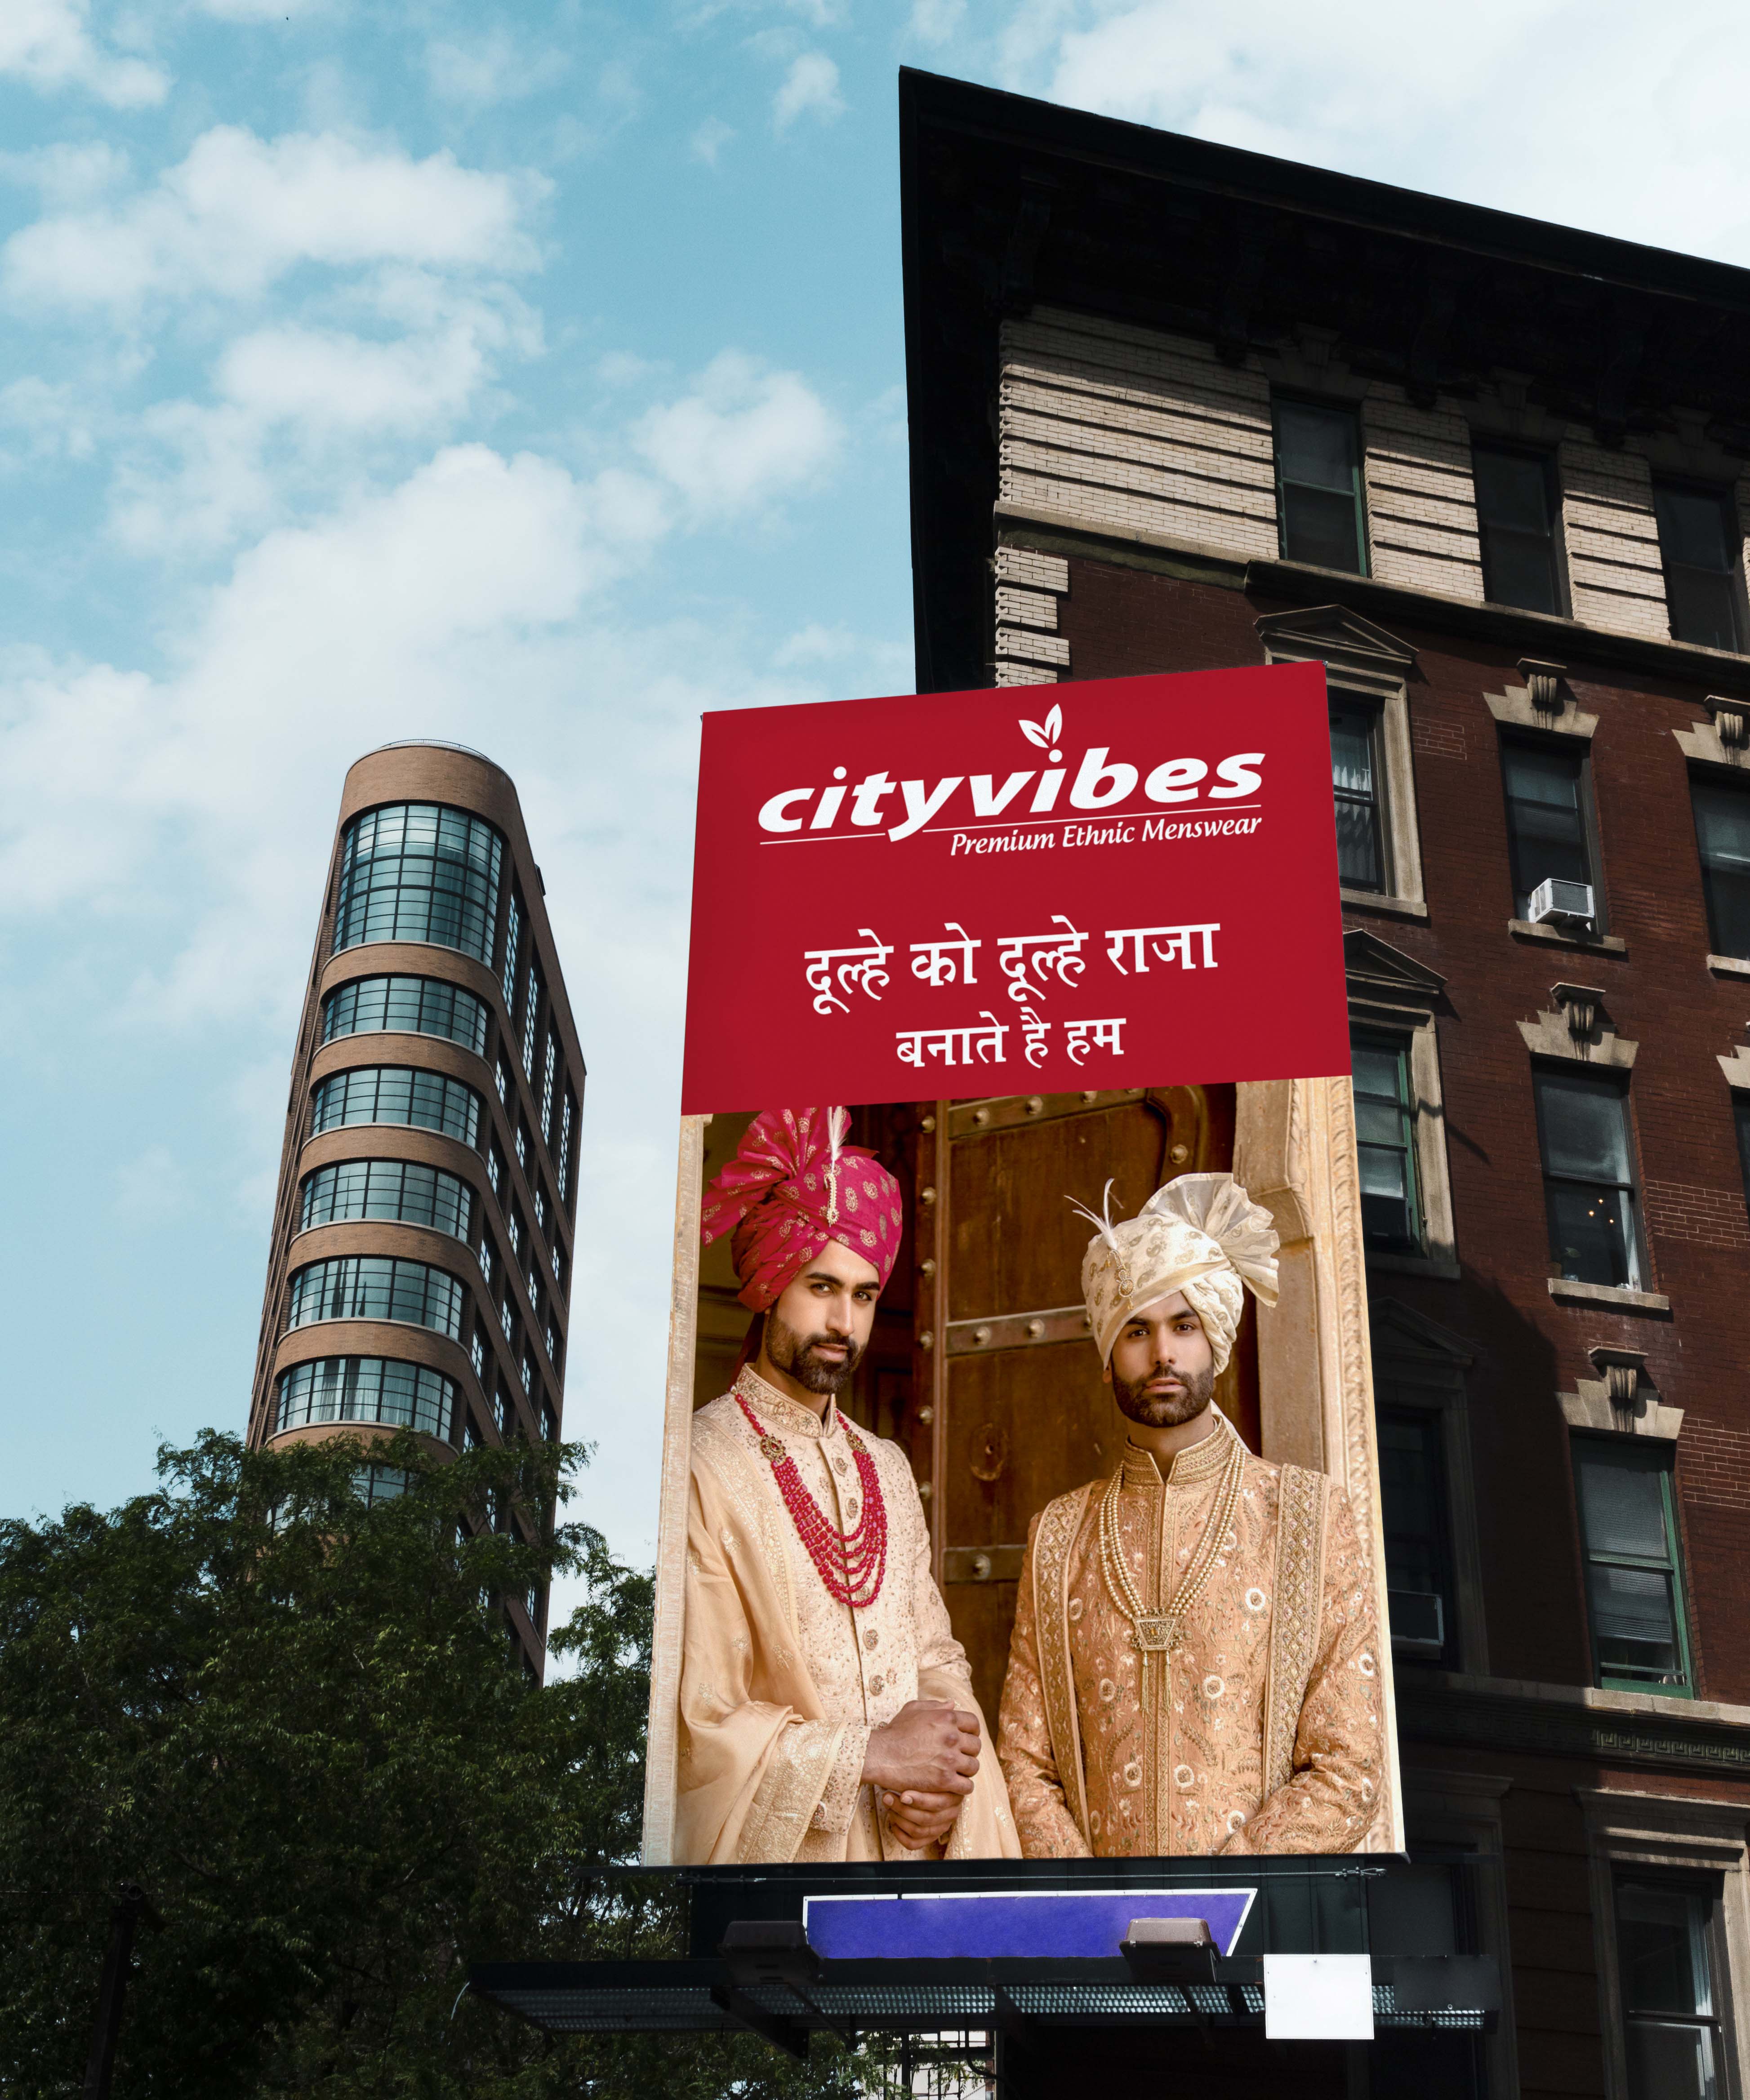 cityvibes
Premium Ethnic Menswear
दूल्हे को दूल्हे राजा
बनाते है हम